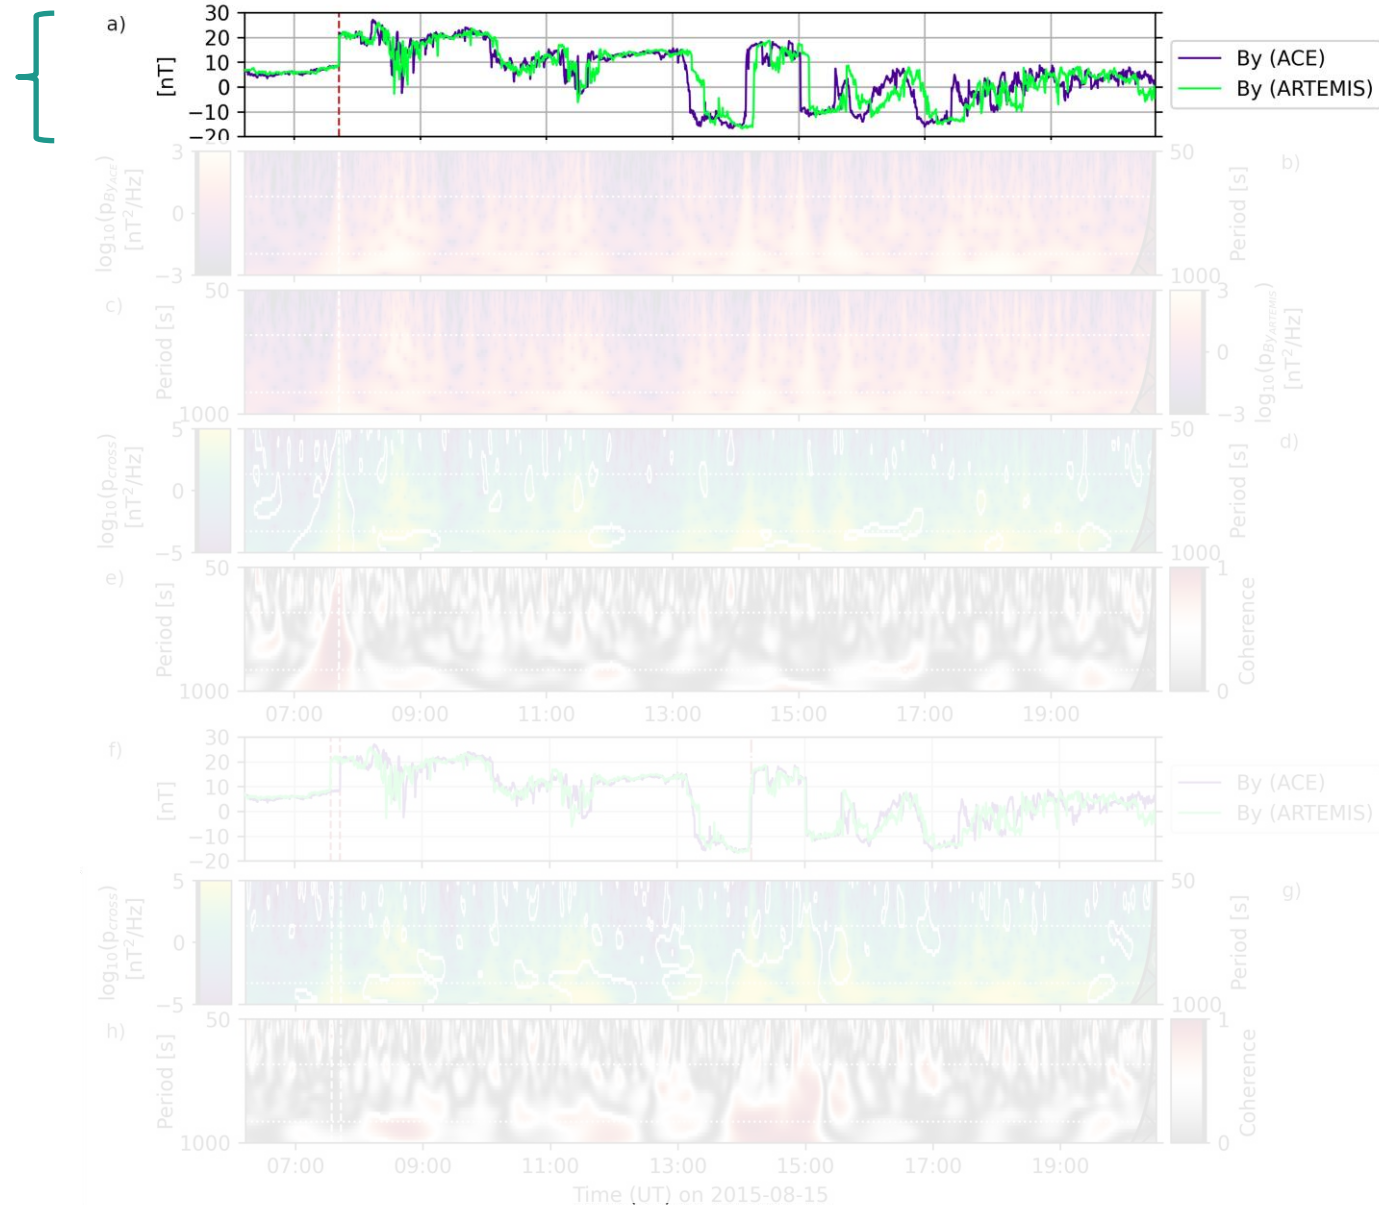 a)
30
20
10
0
−10
−20
[nT]
By (ACE)
By (ARTEMIS)
b)
3
0
−3
log₁₀(p_By_ACE)
[nT²/Hz]
50
1000
Period [s]
c)
50
1000
Period [s]
3
0
−3
log₁₀(p_By_ARTEMIS)
[nT²/Hz]
d)
5
0
−5
log₁₀(p_cross)
[nT²/Hz]
50
1000
Period [s]
e)
50
1000
Period [s]
1
0
Coherence
07:00 09:00 11:00 13:00 15:00 17:00 19:00
f)
30
20
10
0
−10
−20
[nT]
By (ACE)
By (ARTEMIS)
g)
5
0
−5
log₁₀(p_cross)
[nT²/Hz]
50
1000
Period [s]
h)
50
1000
Period [s]
1
0
Coherence
07:00 09:00 11:00 13:00 15:00 17:00 19:00
Time (UT) on 2015-08-15